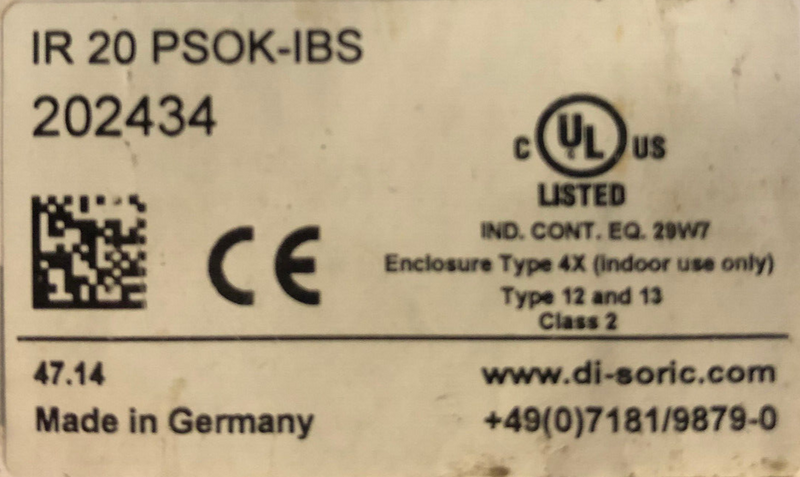 IR 20 PSOK-IBS
202434
C UL US
LISTED
CE
IND. CONT. EQ. 29W7
Enclosure Type 4X (indoor use only)
Type 12 and 13
Class 2
47.14
www.di-soric.com
Made in Germany
+49(0)7181/9879-0